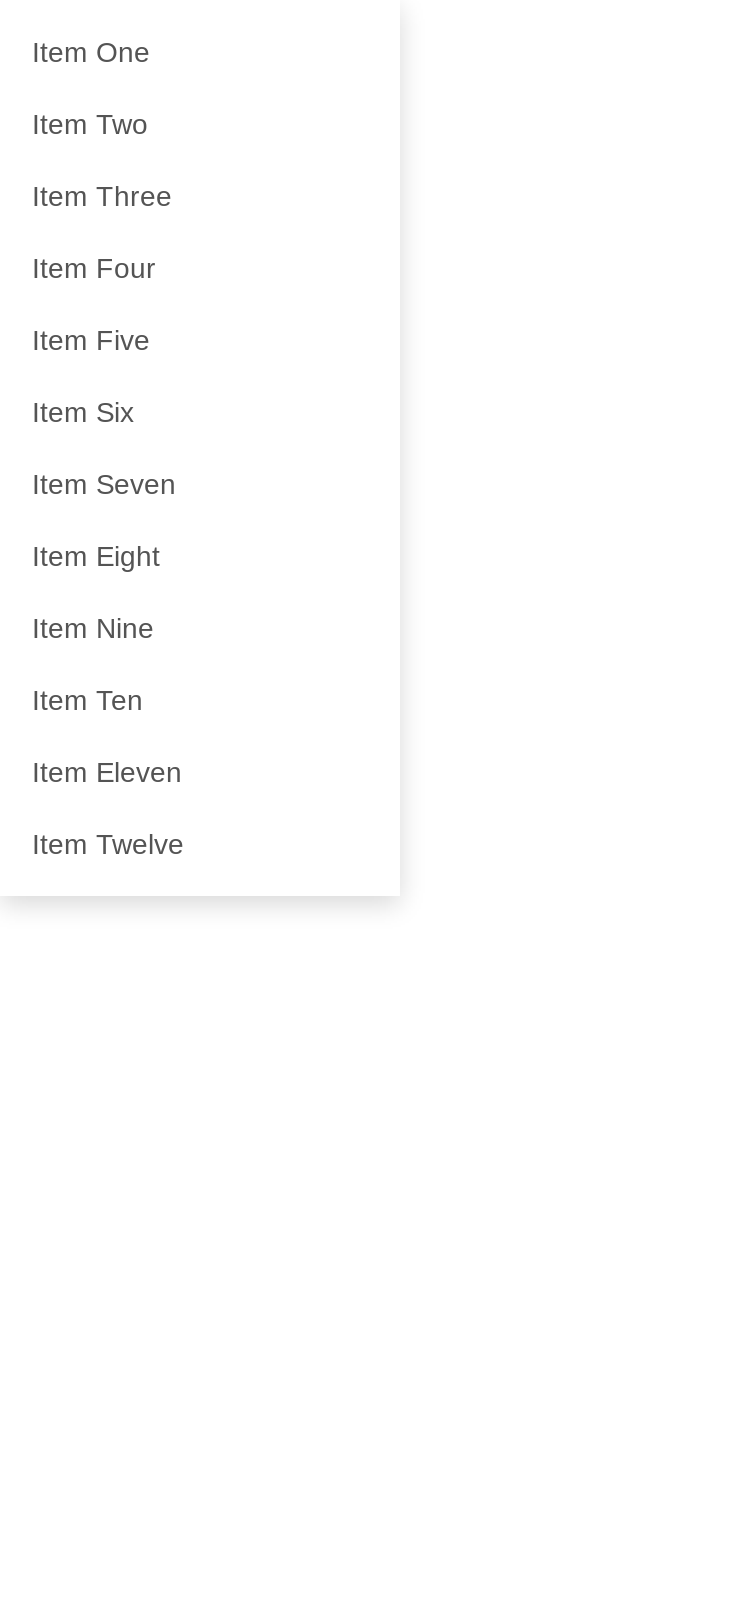 Item One
Item Two
Item Three
Item Four
Item Five
Item Six
Item Seven
Item Eight
Item Nine
Item Ten
Item Eleven
Item Twelve